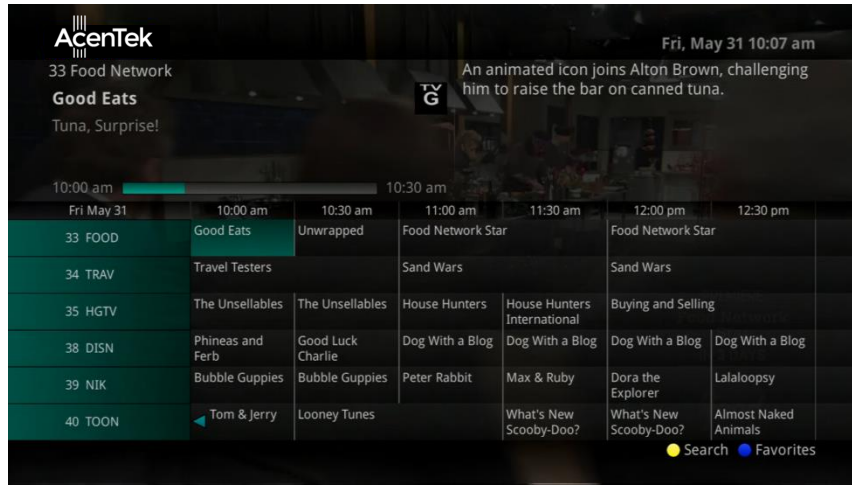 AcenTek
Fri, May 31 10:07 am
33 Food Network
Good Eats
Tuna, Surprise!
TV
G
An animated icon joins Alton Brown, challenging
him to raise the bar on canned tuna.
10:00 am 10:30 am
Fri May 31 10:00 am 10:30 am 11:00 am 11:30 am 12:00 pm 12:30 pm
33 FOOD Good Eats Unwrapped Food Network Star Food Network Star
34 TRAV Travel Testers Sand Wars Sand Wars
35 HGTV The Unsellables The Unsellables House Hunters House Hunters
International Buying and Selling
38 DISN Phineas and
Ferb Good Luck
Charlie Dog With a Blog Dog With a Blog Dog With a Blog Dog With a Blog
39 NIK Bubble Guppies Bubble Guppies Peter Rabbit Max & Ruby Dora the
Explorer Lalaloopsy
40 TOON Tom & Jerry Looney Tunes What's New
Scooby-Doo? What's New
Scooby-Doo? Almost Naked
Animals
Search Favorites